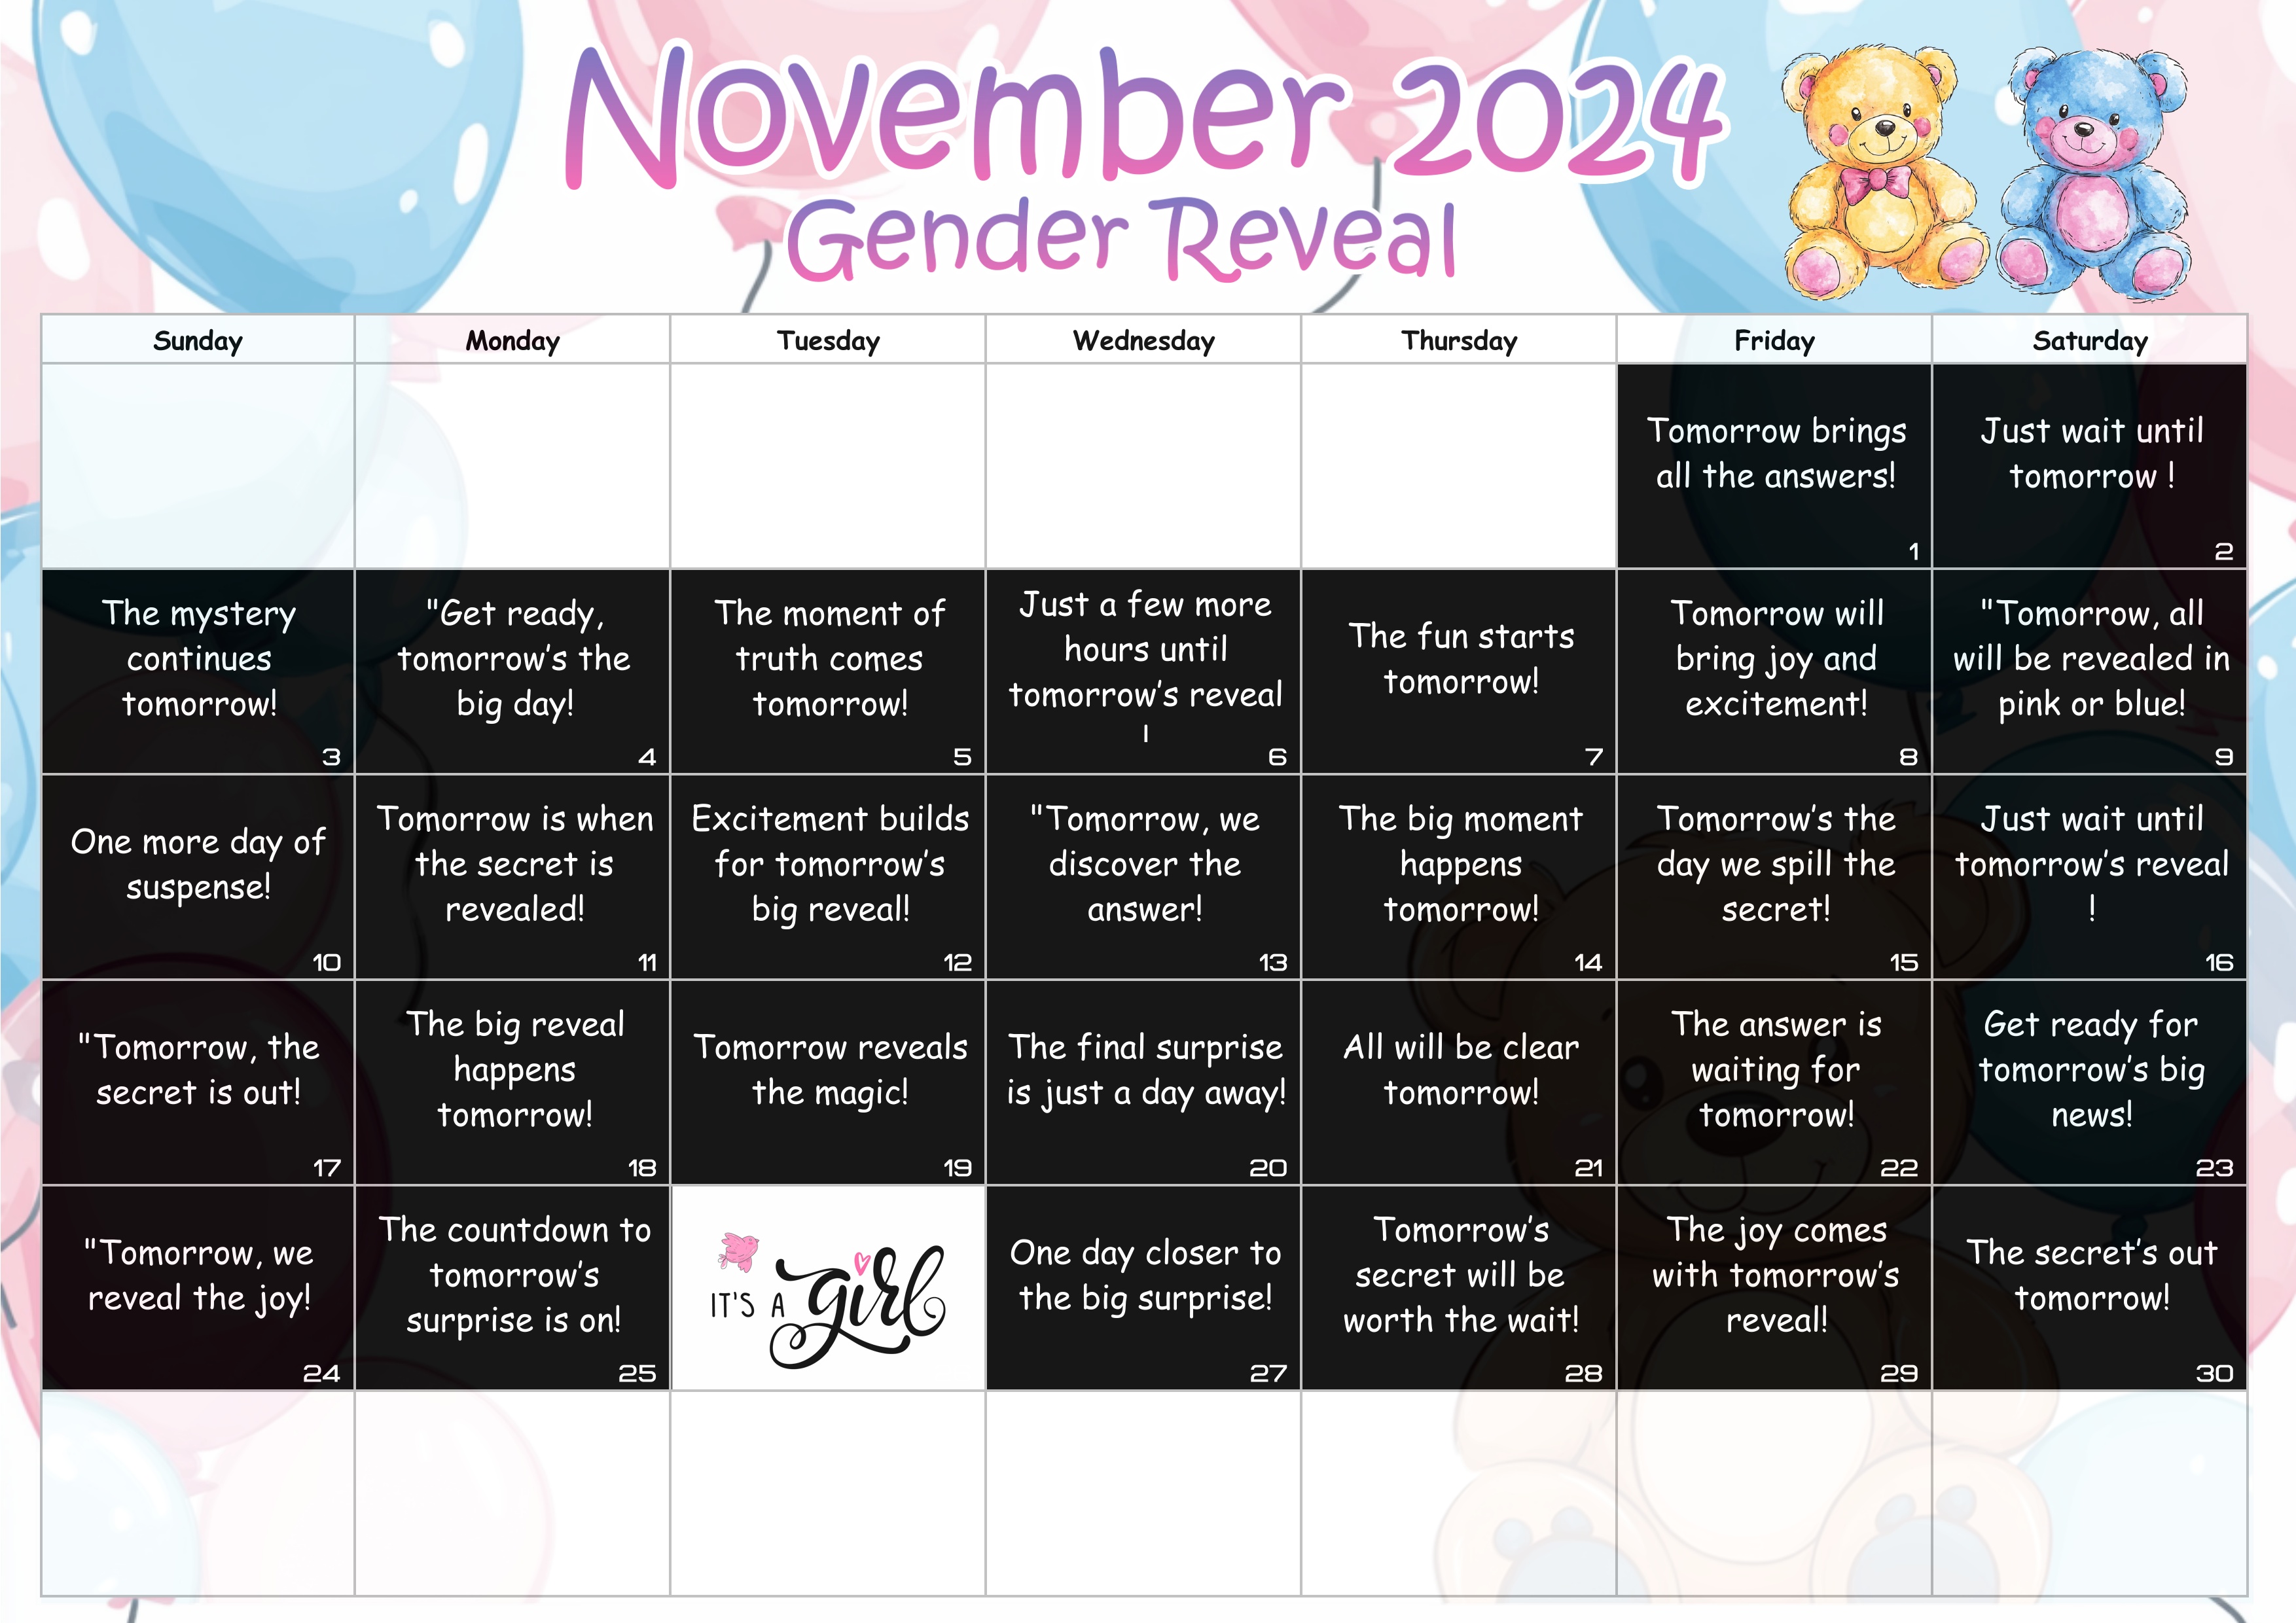 November 2024
Gender Reveal
Sunday Monday Tuesday Wednesday Thursday Friday Saturday
Tomorrow brings
all the answers!
1
Just wait until
tomorrow !
2
The mystery
continues
tomorrow!
3
"Get ready,
tomorrow's the
big day!
4
The moment of
truth comes
tomorrow!
5
Just a few more
hours until
tomorrow's reveal
!
6
The fun starts
tomorrow!
7
Tomorrow will
bring joy and
excitement!
8
"Tomorrow, all
will be revealed in
pink or blue!
9
One more day of
suspense!
10
Tomorrow is when
the secret is
revealed!
11
Excitement builds
for tomorrow's
big reveal!
12
"Tomorrow, we
discover the
answer!
13
The big moment
happens
tomorrow!
14
Tomorrow's the
day we spill the
secret!
15
Just wait until
tomorrow's reveal
!
16
"Tomorrow, the
secret is out!
17
The big reveal
happens
tomorrow!
18
Tomorrow reveals
the magic!
19
The final surprise
is just a day away!
20
All will be clear
tomorrow!
21
The answer is
waiting for
tomorrow!
22
Get ready for
tomorrow's big
news!
23
"Tomorrow, we
reveal the joy!
24
The countdown to
tomorrow's
surprise is on!
25
IT'S A girl
One day closer to
the big surprise!
27
Tomorrow's
secret will be
worth the wait!
28
The joy comes
with tomorrow's
reveal!
29
The secret's out
tomorrow!
30